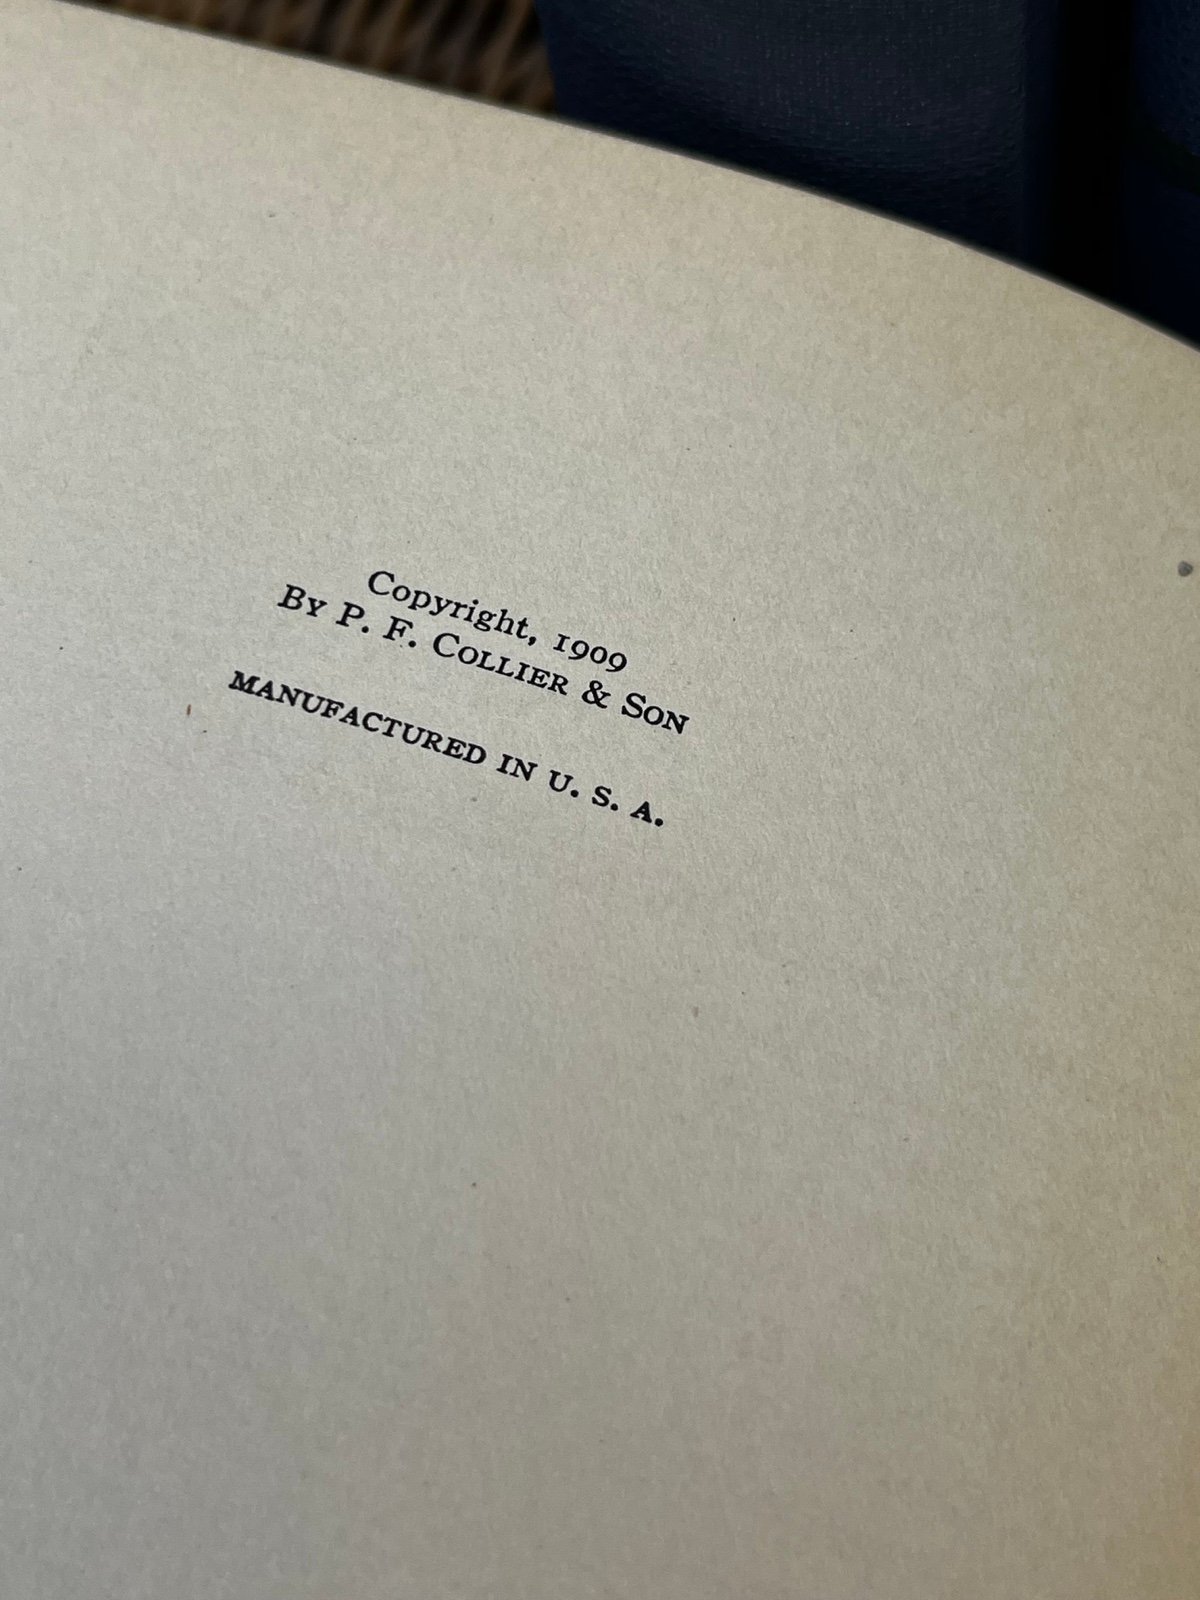 Copyright, 1909
By P. F. Collier & Son
MANUFACTURED IN U. S. A.